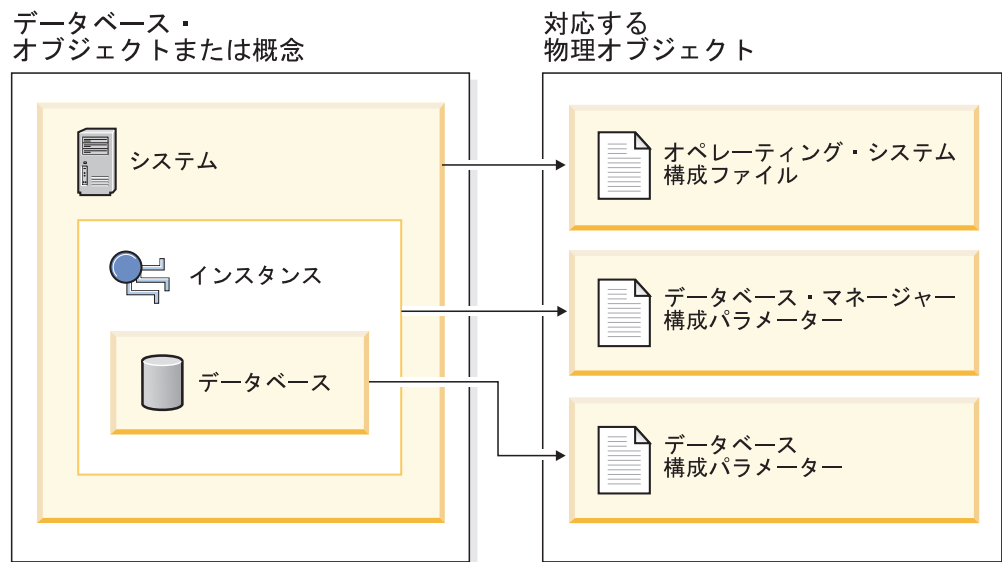 データベース・
オブジェクトまたは概念
システム
インスタンス
データベース
対応する
物理オブジェクト
オペレーティング・システム
構成ファイル
データベース・マネージャー
構成パラメーター
データベース
構成パラメーター